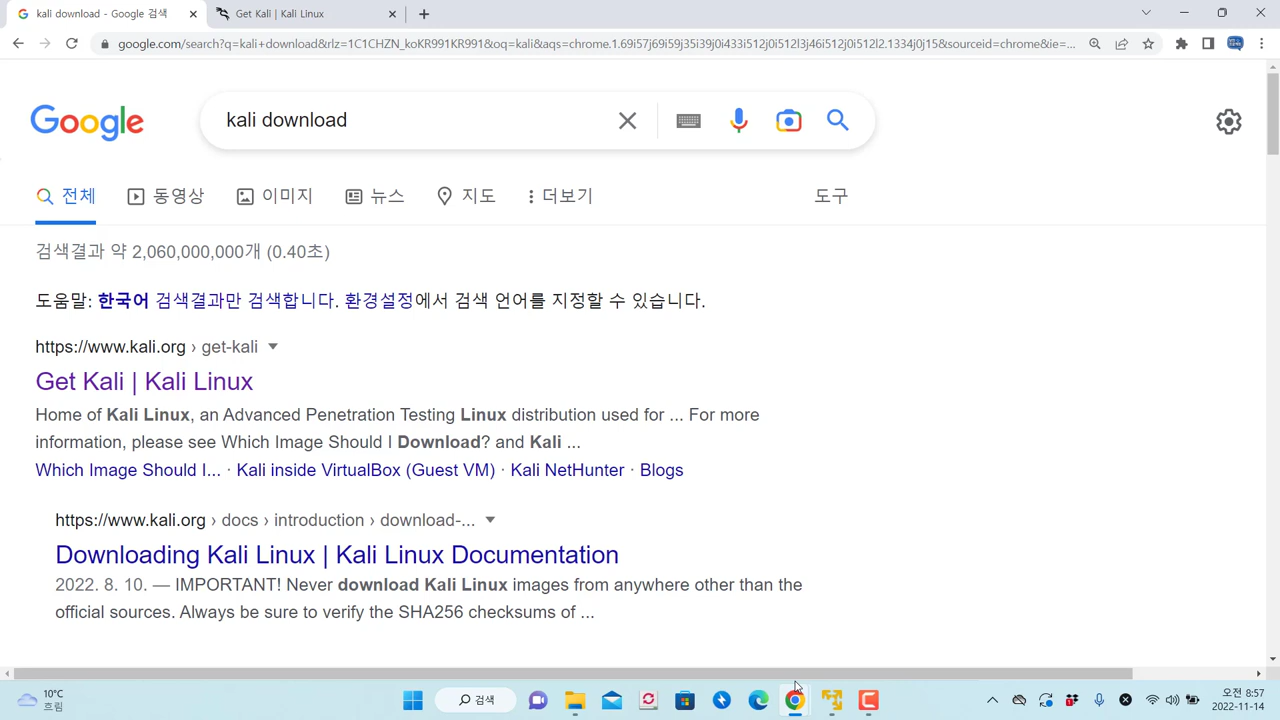 kali download - Google 검색
Get Kali | Kali Linux
google.com/search?q=kali+download&rlz=1C1CHZN_koKR991KR991&oq=kali&aqs=chrome.1.69i57j69i59j35i39j0i433i512j0i512l3j46i512j0i512l2.1334j0j15&sourceid=chrome&ie=...
Google
kali download
전체
동영상
이미지
뉴스
지도
더보기
도구
검색결과 약 2,060,000,000개 (0.40초)
도움말: 한국어 검색결과만 검색합니다. 환경설정에서 검색 언어를 지정할 수 있습니다.
https://www.kali.org › get-kali
Get Kali | Kali Linux
Home of Kali Linux, an Advanced Penetration Testing Linux distribution used for ... For more
information, please see Which Image Should I Download? and Kali ...
Which Image Should I... · Kali inside VirtualBox (Guest VM) · Kali NetHunter · Blogs
https://www.kali.org › docs › introduction › download-...
Downloading Kali Linux | Kali Linux Documentation
2022. 8. 10. — IMPORTANT! Never download Kali Linux images from anywhere other than the
official sources. Always be sure to verify the SHA256 checksums of ...
10°C
흐림
검색
오전 8:57
2022-11-14